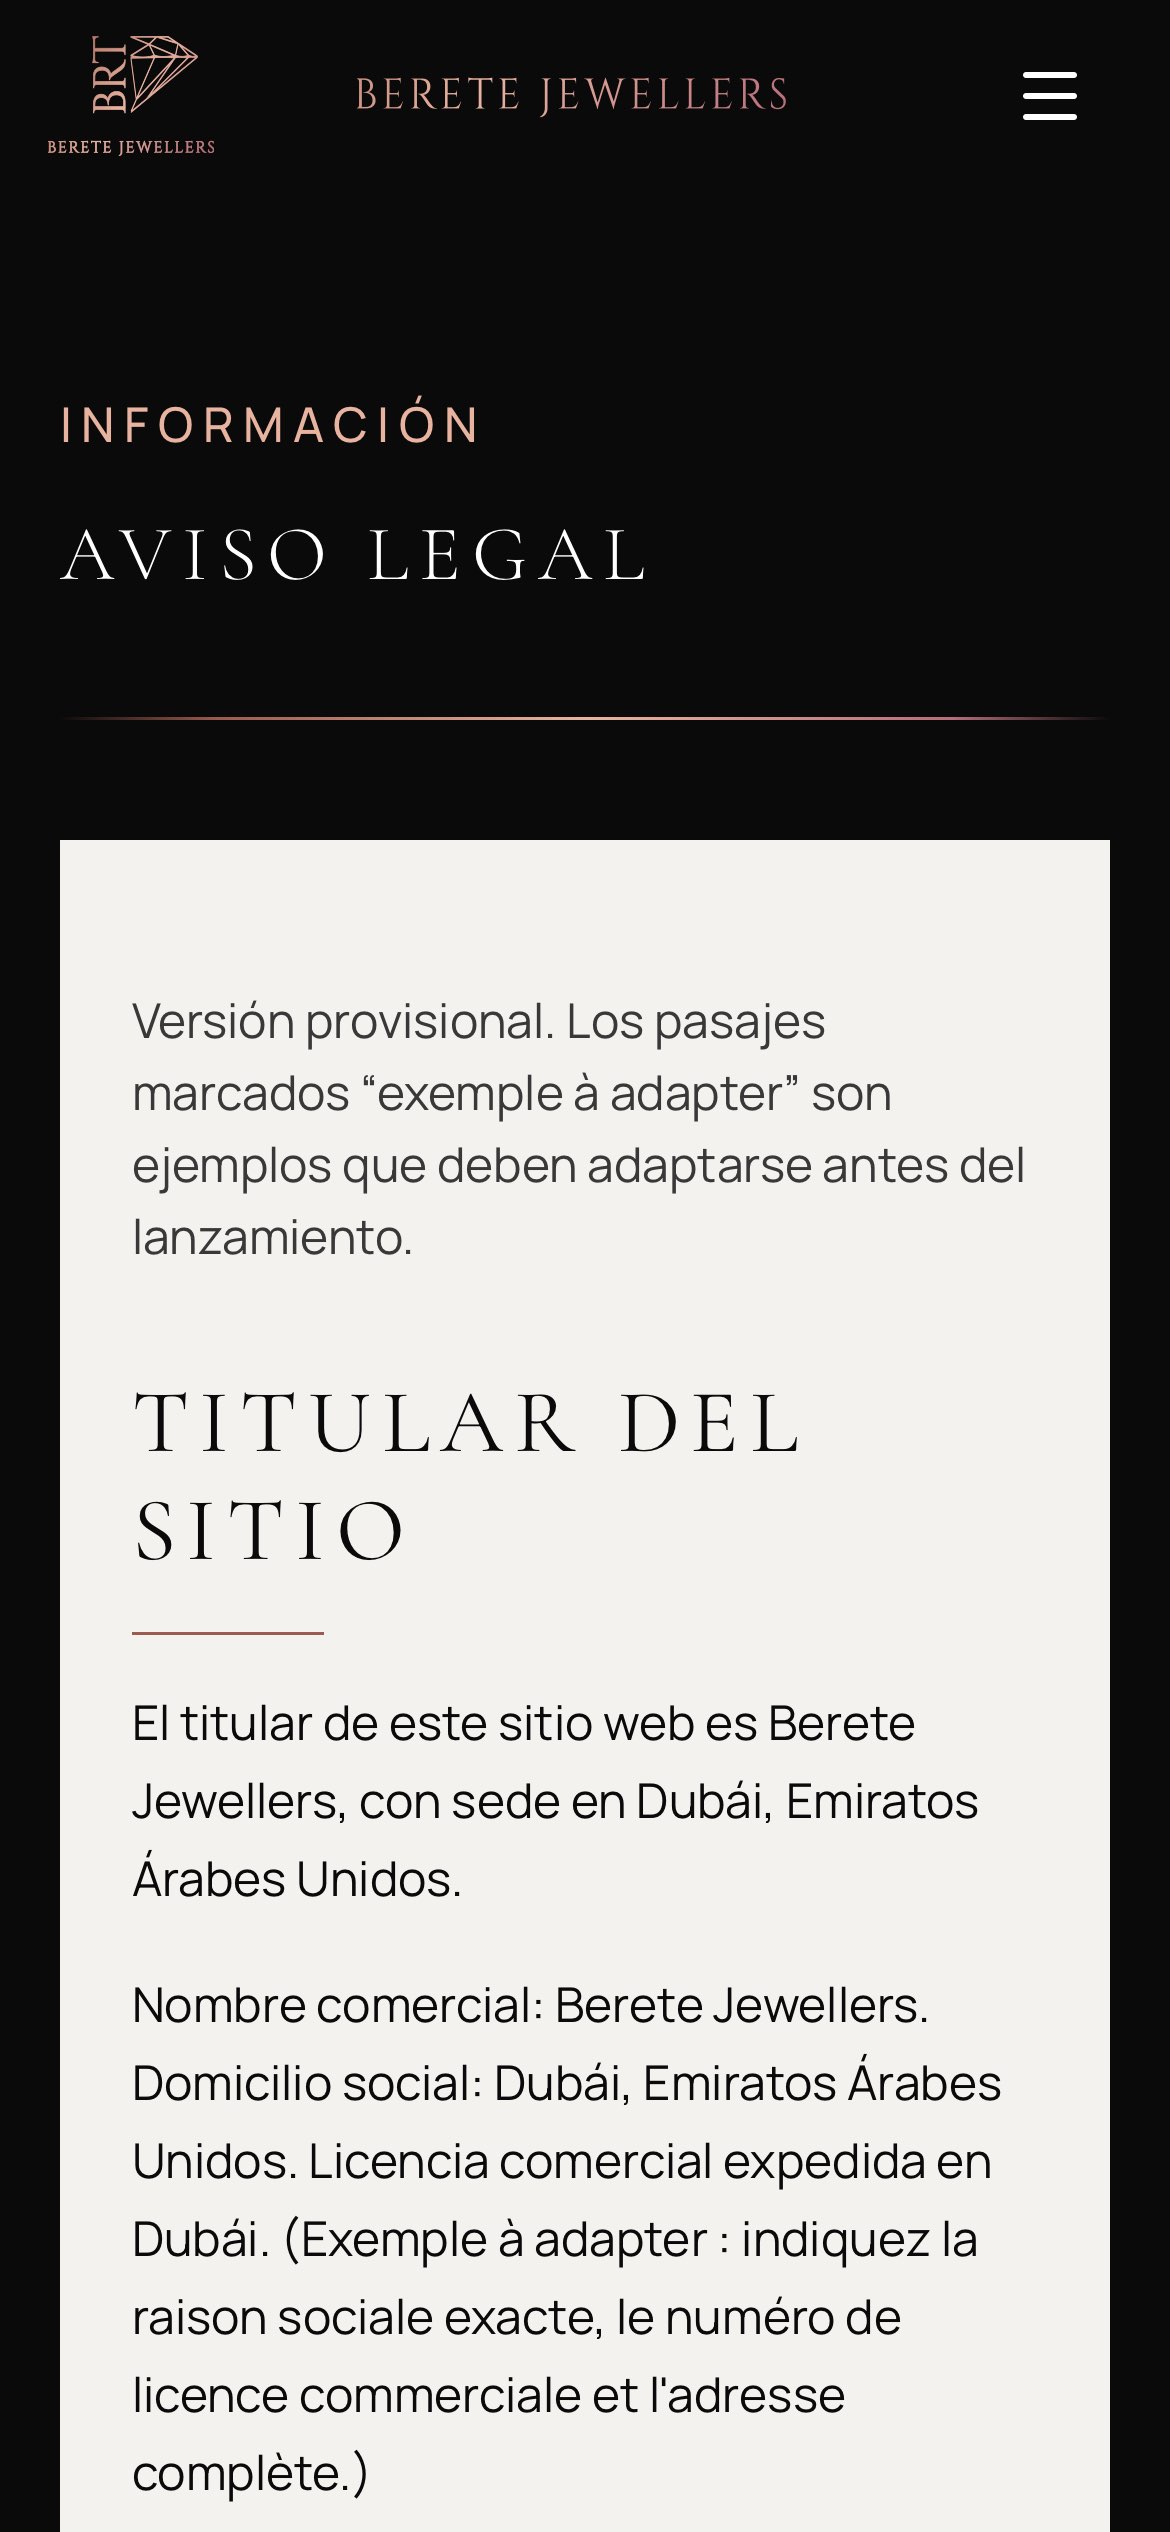 BRT
BERETE JEWELLERS
BERETE JEWELLERS
INFORMACIÓN
AVISO LEGAL
Versión provisional. Los pasajes
marcados “exemple à adapter” son
ejemplos que deben adaptarse antes del
lanzamiento.
TITULAR DEL
SITIO
El titular de este sitio web es Berete
Jewellers, con sede en Dubái, Emiratos
Árabes Unidos.
Nombre comercial: Berete Jewellers.
Domicilio social: Dubái, Emiratos Árabes
Unidos. Licencia comercial expedida en
Dubái. (Exemple à adapter : indiquez la
raison sociale exacte, le numéro de
licence commerciale et l'adresse
complète.)